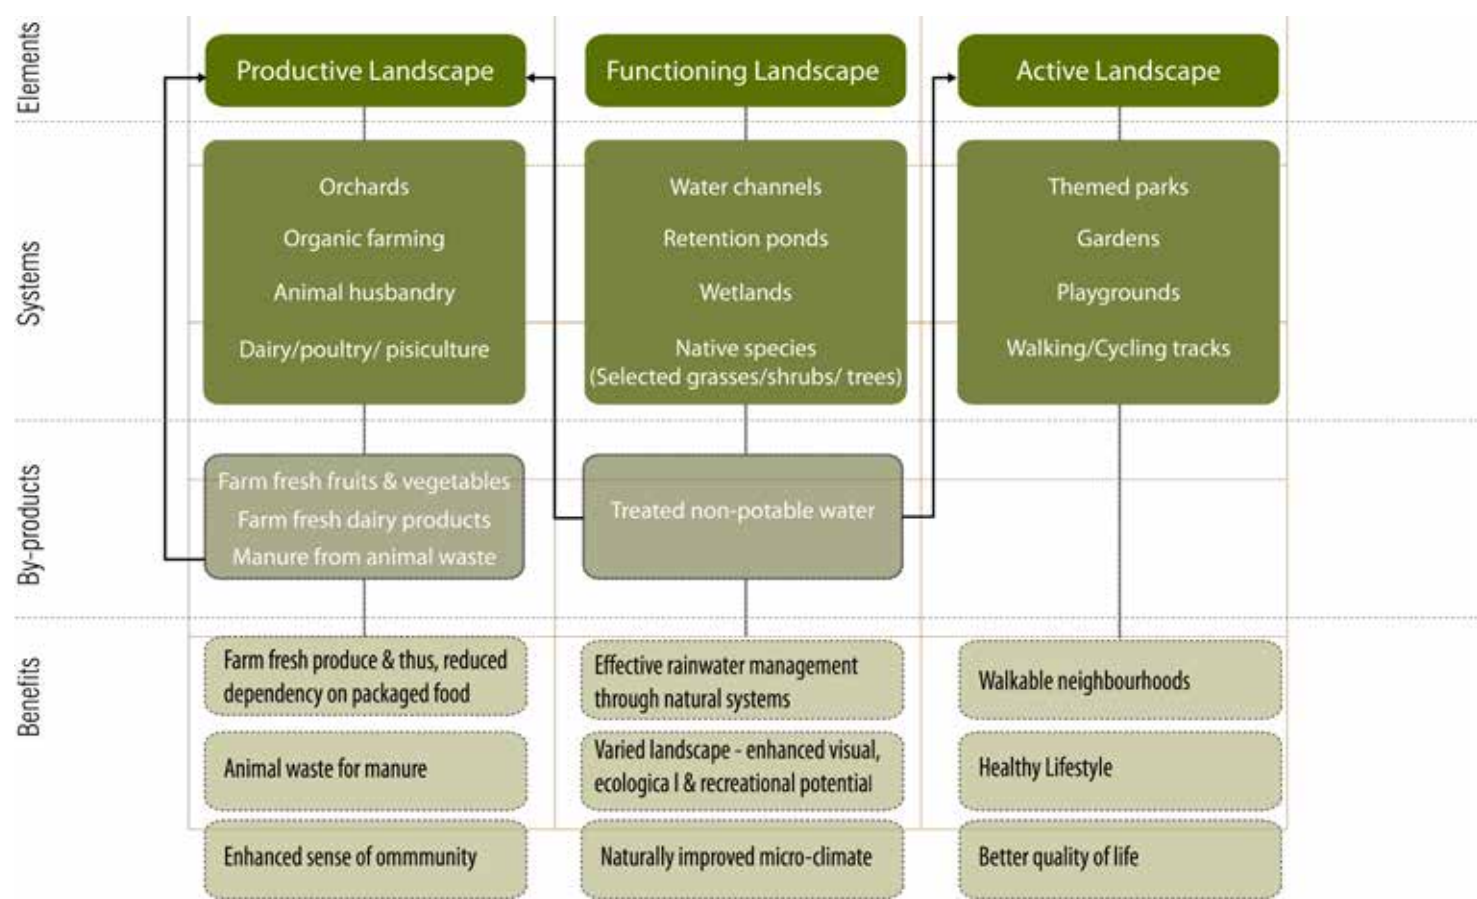 Elements
Productive Landscape
Functioning Landscape
Active Landscape
Systems
Orchards
Organic farming
Animal husbandry
Dairy/poultry/ pisiculture
Water channels
Retention ponds
Wetlands
Native species
(Selected grasses/shrubs/ trees)
Themed parks
Gardens
Playgrounds
Walking/Cycling tracks
By-products
Farm fresh fruits & vegetables
Farm fresh dairy products
Manure from animal waste
Treated non-potable water
Benefits
Farm fresh produce & thus, reduced
dependency on packaged food
Animal waste for manure
Enhanced sense of ommmunity
Effective rainwater management
through natural systems
Varied landscape - enhanced visual,
ecologica l & recreational potential
Naturally improved micro-climate
Walkable neighbourhoods
Healthy Lifestyle
Better quality of life